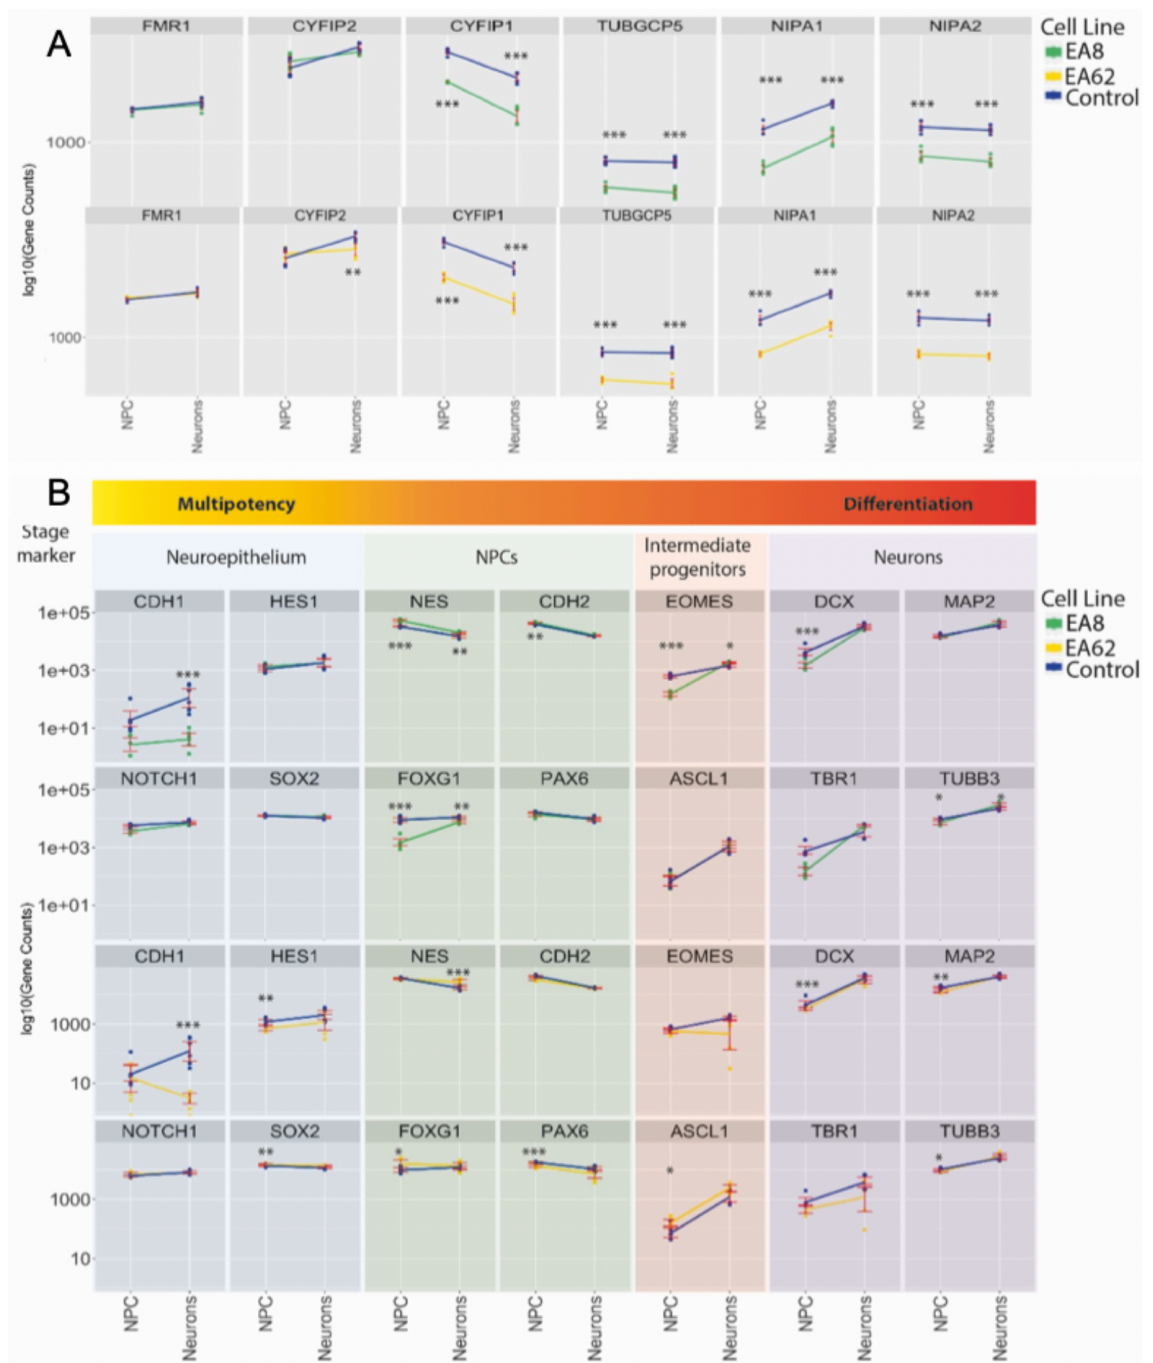 A
FMR1 CYFIP2 CYFIP1 TUBGCP5 NIPA1 NIPA2
Cell Line
EA8
EA62
Control
*** *** *** *** *** *** *** ***
1000
log10(Gene Counts)
FMR1 CYFIP2 CYFIP1 TUBGCP5 NIPA1 NIPA2
** *** *** *** *** *** *** *** ***
1000
NPC Neurons NPC Neurons NPC Neurons NPC Neurons NPC Neurons NPC Neurons
B
Multipotency Differentiation
Stage
marker
Neuroepithelium NPCs Intermediate
progenitors Neurons
CDH1 HES1 NES CDH2 EOMES DCX MAP2
Cell Line
EA8
EA62
Control
1e+05
1e+03
1e+01
*** *** ** ** *** * ***
NOTCH1 SOX2 FOXG1 PAX6 ASCL1 TBR1 TUBB3
1e+05
1e+03
1e+01
*** ** * *
log10(Gene Counts)
CDH1 HES1 NES CDH2 EOMES DCX MAP2
1000
10
*** ** *** *** **
NOTCH1 SOX2 FOXG1 PAX6 ASCL1 TBR1 TUBB3
1000
10
** * *** * *
NPC Neurons NPC Neurons NPC Neurons NPC Neurons NPC Neurons NPC Neurons NPC Neurons